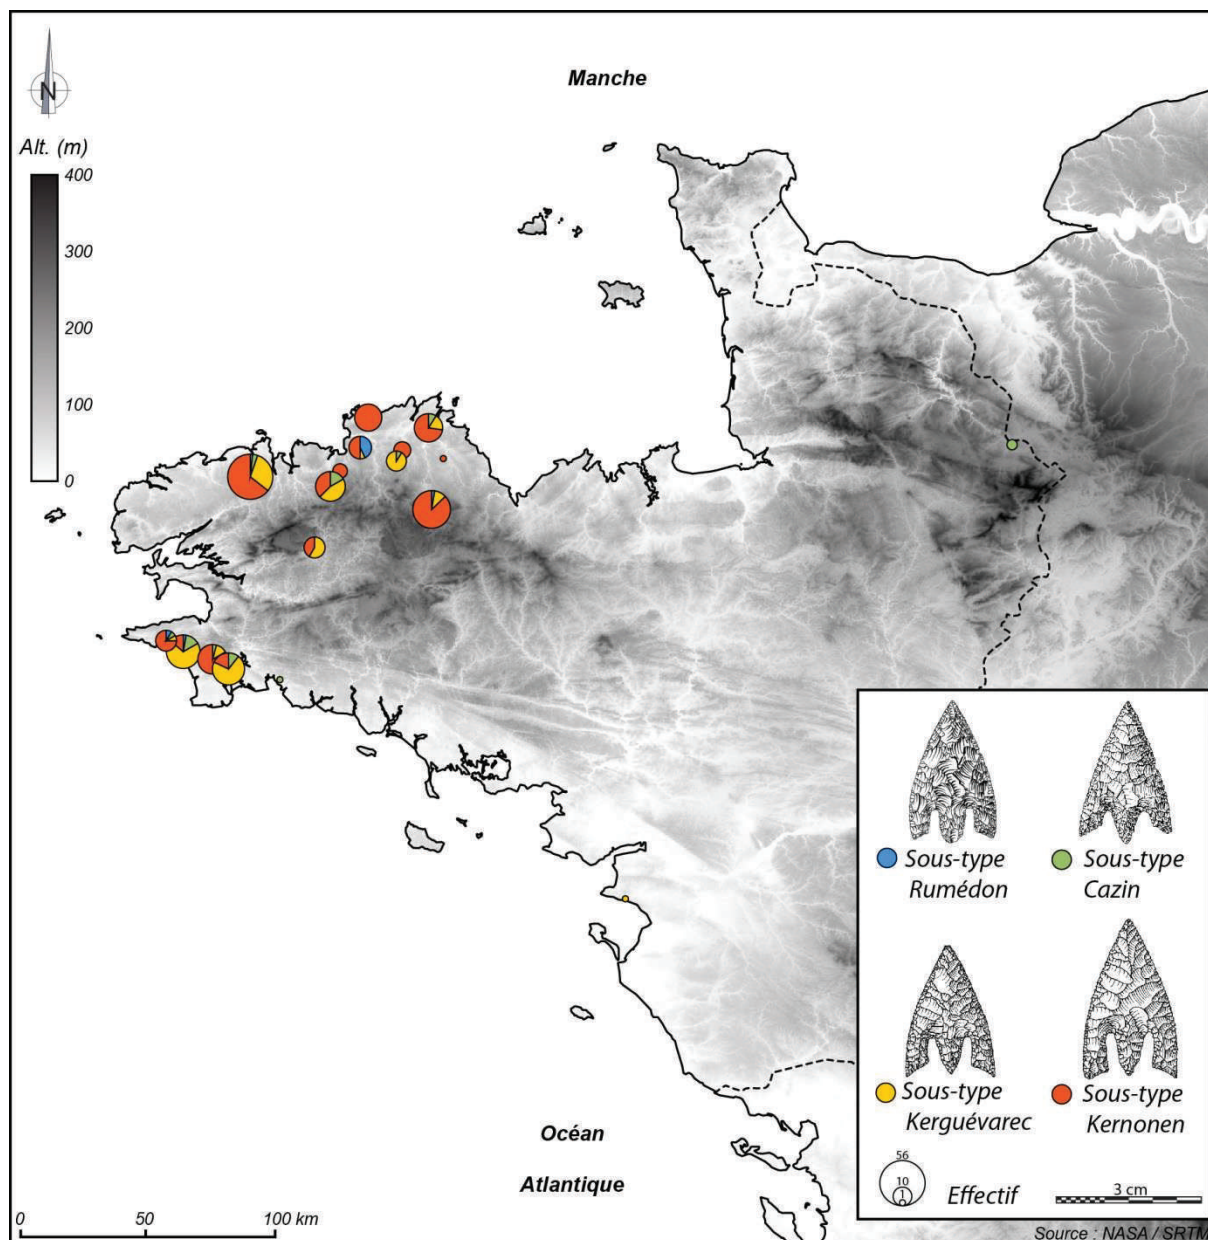 Manche
N
Alt. (m)
400
300
200
100
0
Sous-type
Rumédon
Sous-type
Cazin
Sous-type
Kerguévarec
Sous-type
Kernonen
56
10
1
Effectif
3 cm
Océan
Atlantique
0 50 100 km
Source : NASA / SRTM